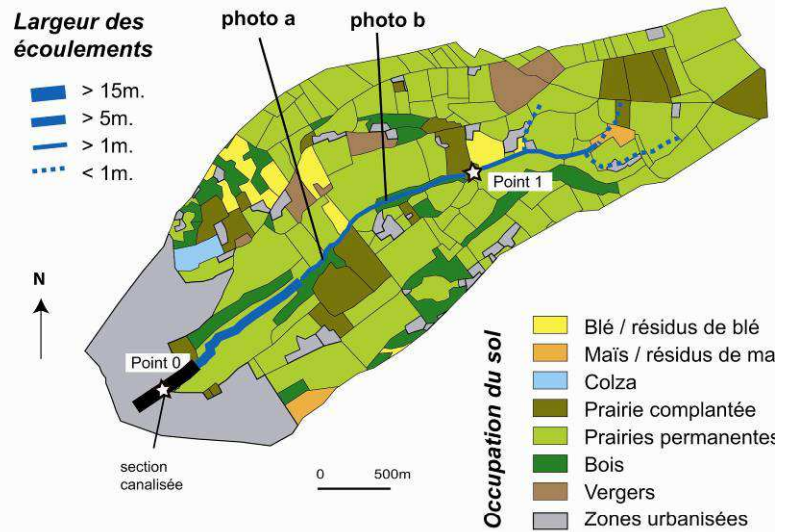 Largeur des
écoulements
> 15m.
> 5m.
> 1m.
< 1m.
photo a
photo b
Point 1
N
Point 0
section
canalisée
0 500m
Occupation du sol
Blé / résidus de blé
Maïs / résidus de ma
Colza
Prairie complantée
Prairies permanentes
Bois
Vergers
Zones urbanisées